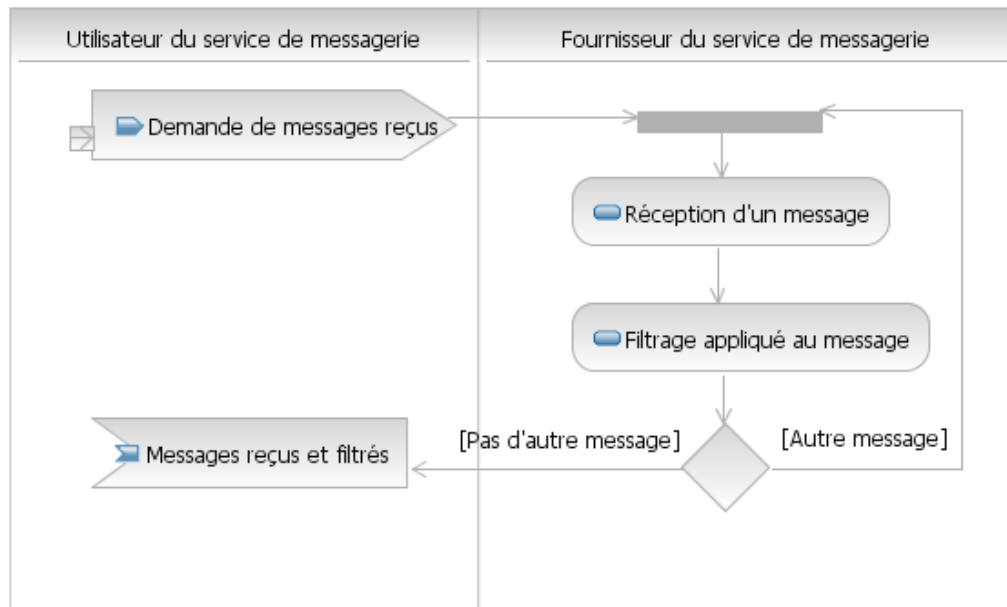 Utilisateur du service de messagerie
Fournisseur du service de messagerie
Demande de messages reçus
Réception d'un message
Filtrage appliqué au message
[Pas d'autre message]
[Autre message]
Messages reçus et filtrés